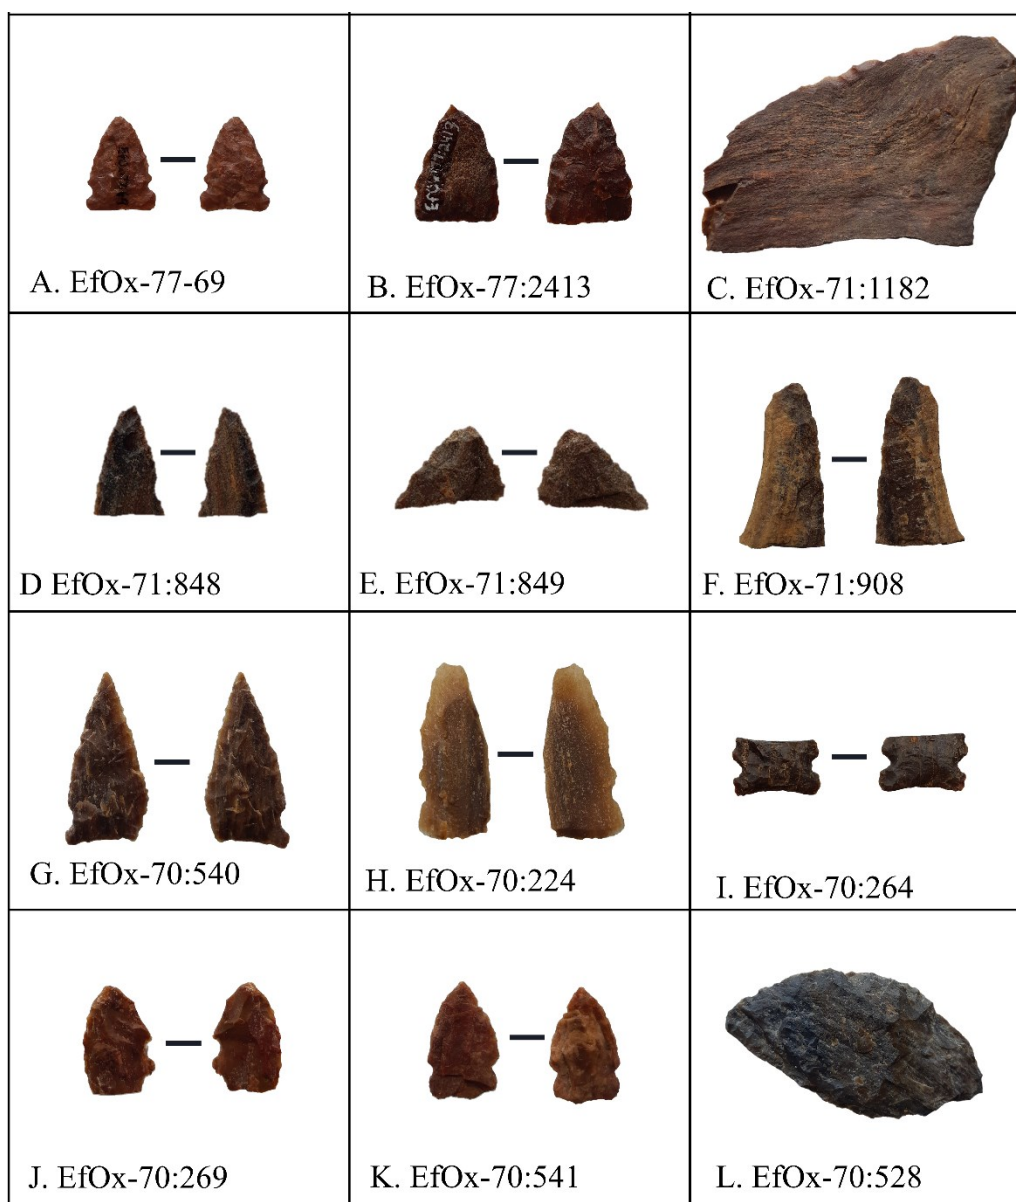 A. EfOx-77-69
B. EfOx-77:2413
C. EfOx-71:1182
D EfOx-71:848
E. EfOx-71:849
F. EfOx-71:908
G. EfOx-70:540
H. EfOx-70:224
I. EfOx-70:264
J. EfOx-70:269
K. EfOx-70:541
L. EfOx-70:528